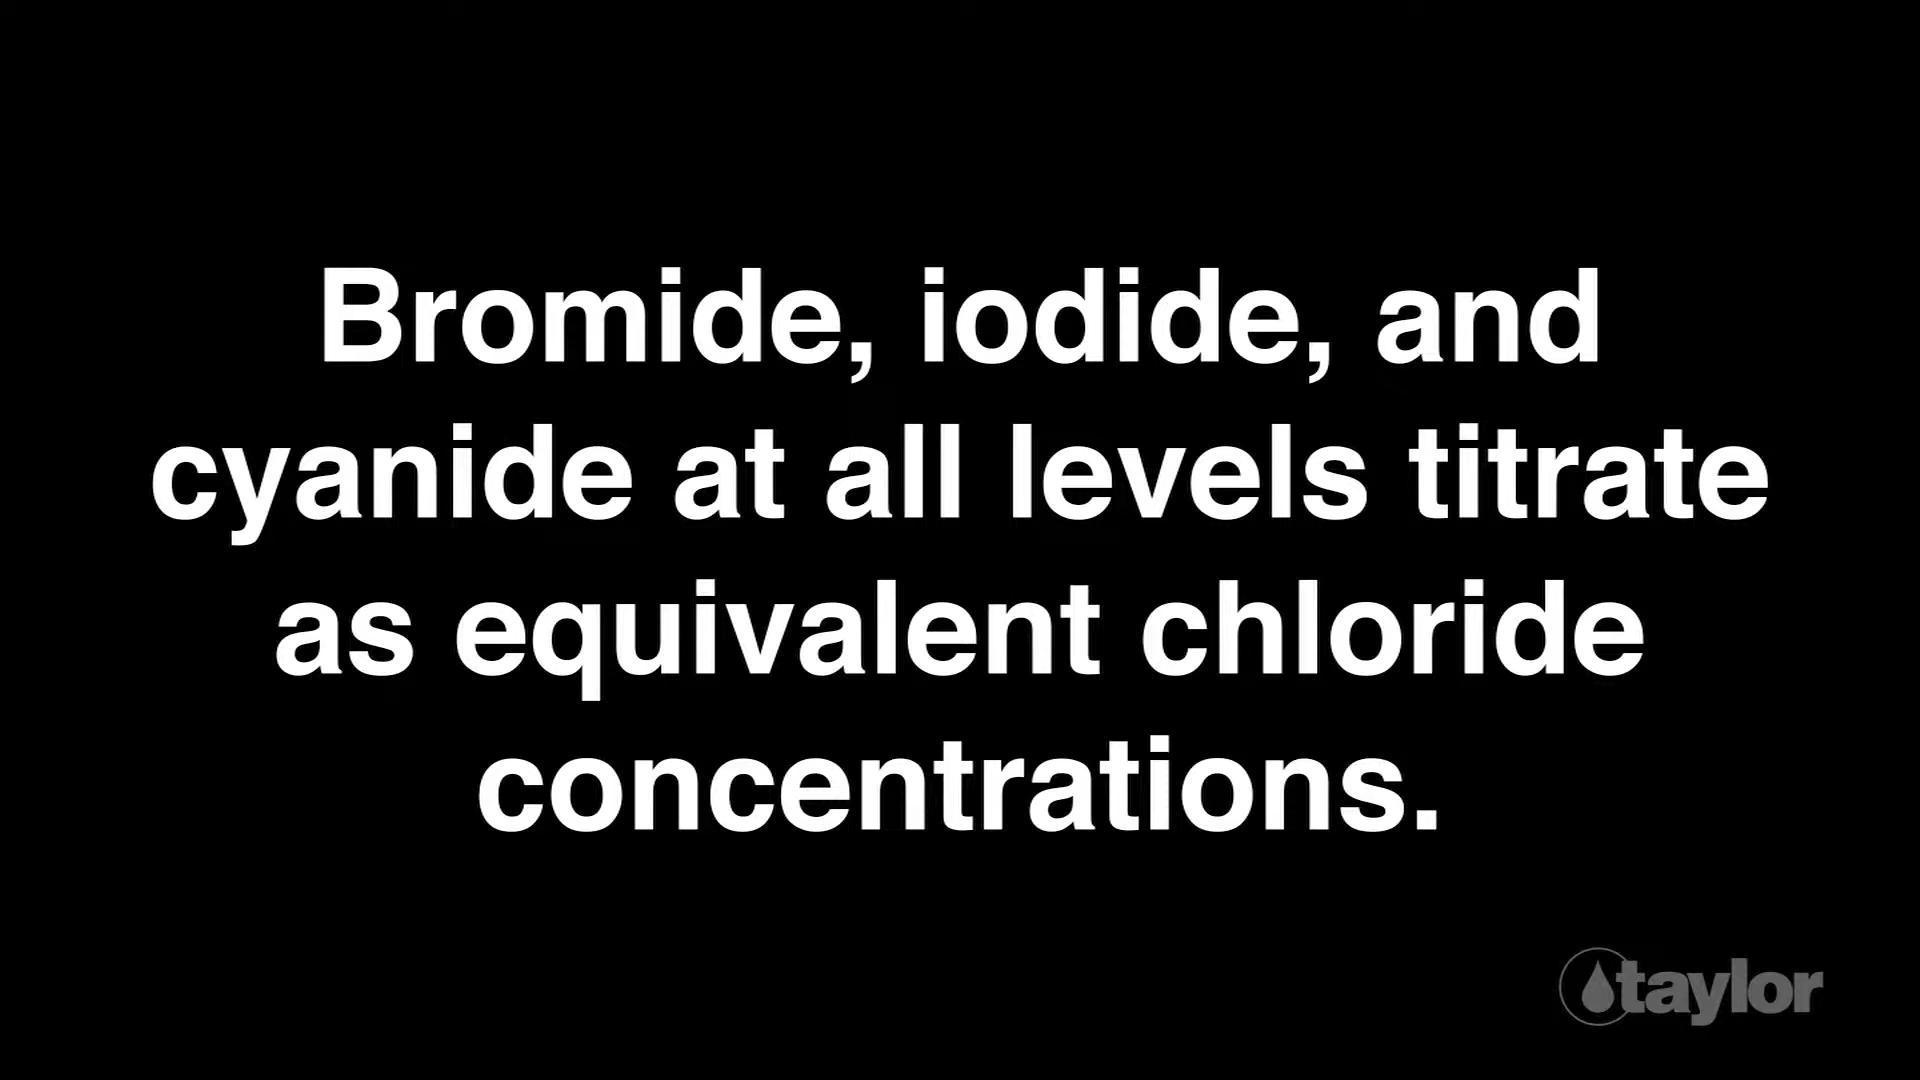 Bromide, iodide, and
cyanide at all levels titrate
as equivalent chloride
concentrations.
taylor